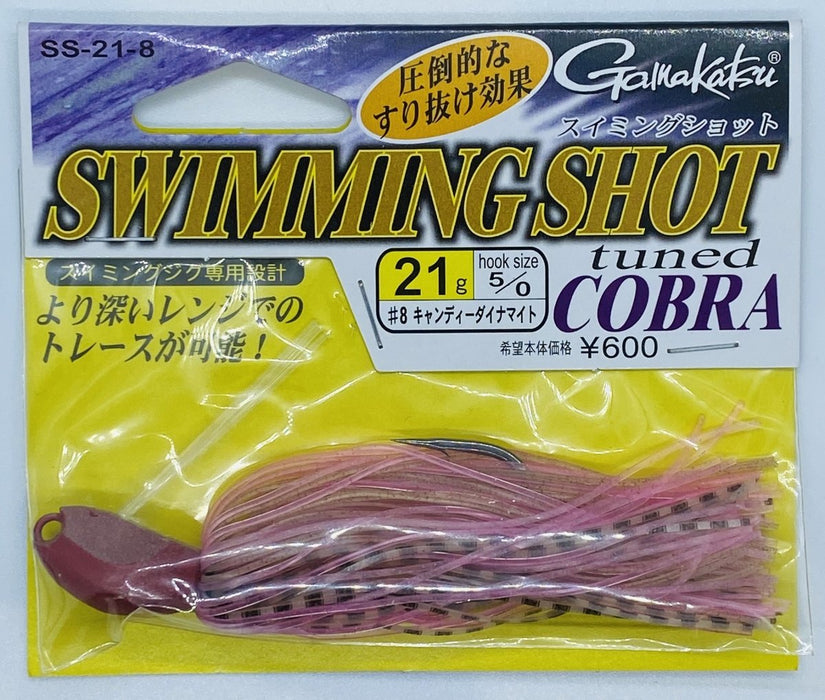 SS-21-8
圧倒的な
すり抜け効果
Gamakatsu®
スイミングショット
SWIMMING SHOT
tuned
COBRA
スイミングジグ専用設計
より深いレンジでの
トレースが可能！
21g
hook size
5/0
#8 キャンディーダイナマイト
希望本体価格 ¥600